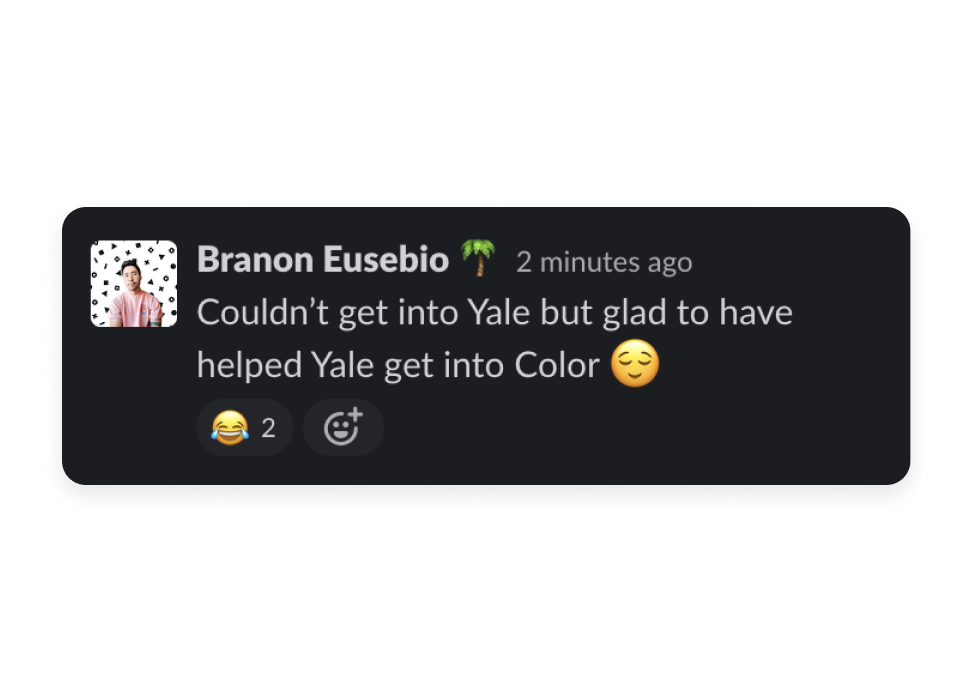 Branon Eusebio 🌴 2 minutes ago
Couldn’t get into Yale but glad to have
helped Yale get into Color 😌
😂 2